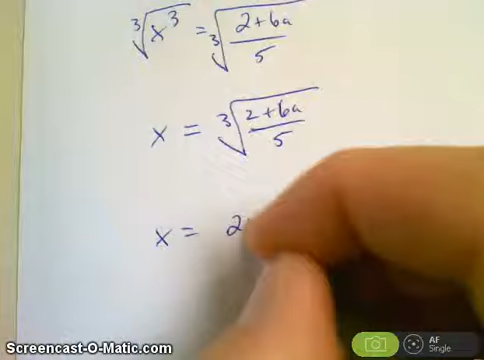 ∛x³ = ∛(2+6a)/5
x = ∛(2+6a)/5
x = 2
AF
Single
Screencast-O-Matic.com